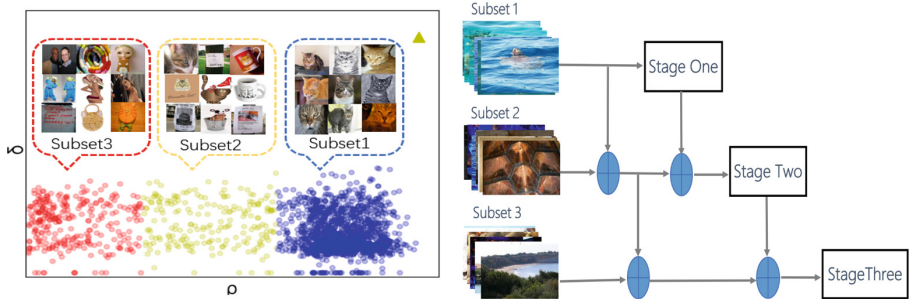 δ
Subset3
Subset2
Subset1
ρ
Subset 1
Stage One
Subset 2
Stage Two
Subset 3
StageThree